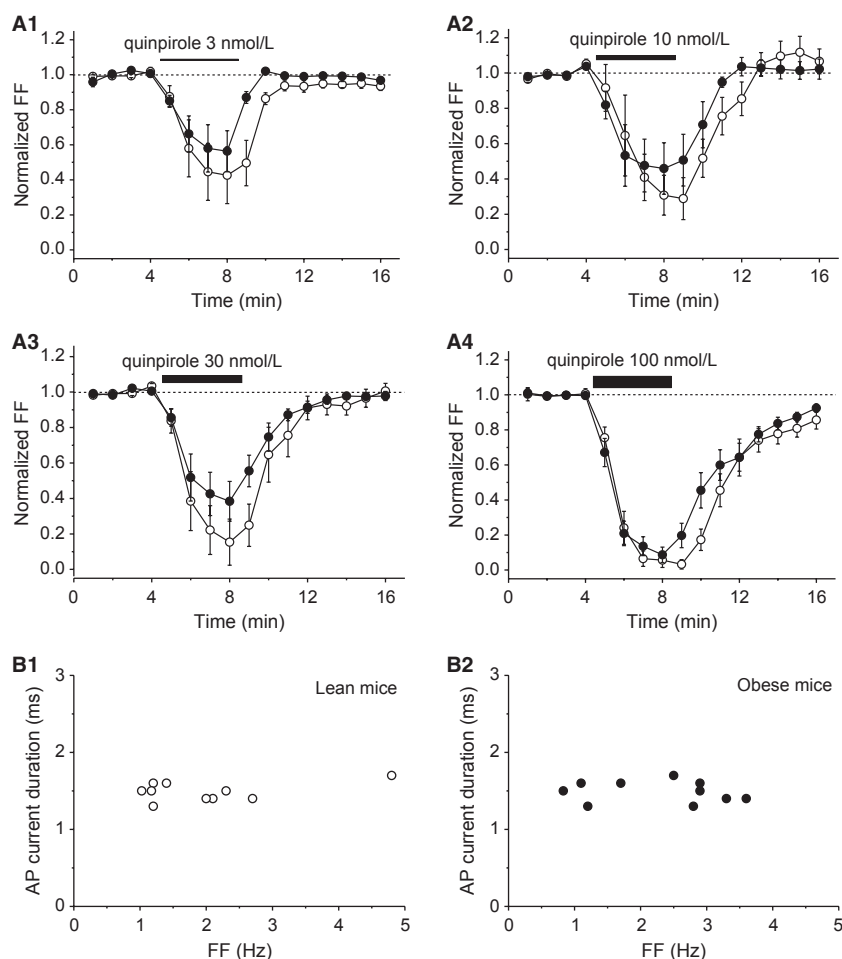 A1
quinpirole 3 nmol/L
Normalized FF
1.2
1.0
0.8
0.6
0.4
0.2
0.0
0 4 8 12 16
Time (min)
A2
quinpirole 10 nmol/L
Normalized FF
1.2
1.0
0.8
0.6
0.4
0.2
0.0
0 4 8 12 16
Time (min)
A3
quinpirole 30 nmol/L
Normalized FF
1.2
1.0
0.8
0.6
0.4
0.2
0.0
0 4 8 12 16
Time (min)
A4
quinpirole 100 nmol/L
Normalized FF
1.2
1.0
0.8
0.6
0.4
0.2
0.0
0 4 8 12 16
Time (min)
B1
Lean mice
AP current duration (ms)
3
2
1
0
1 2 3 4 5
FF (Hz)
B2
Obese mice
AP current duration (ms)
3
2
1
0
0 1 2 3 4 5
FF (Hz)